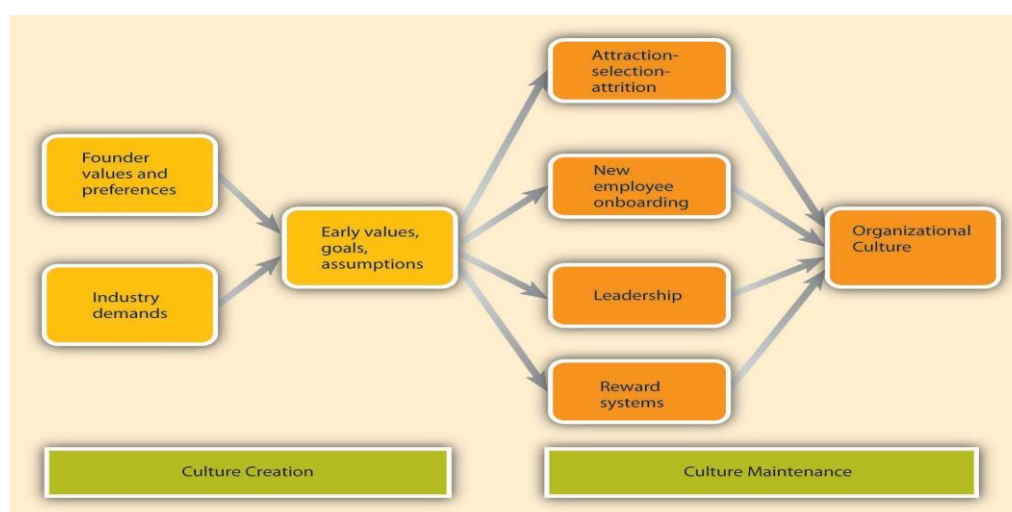 Founder
values and
preferences
Industry
demands
Early values,
goals,
assumptions
Attraction-
selection-
attrition
New
employee
onboarding
Leadership
Reward
systems
Organizational
Culture
Culture Creation
Culture Maintenance